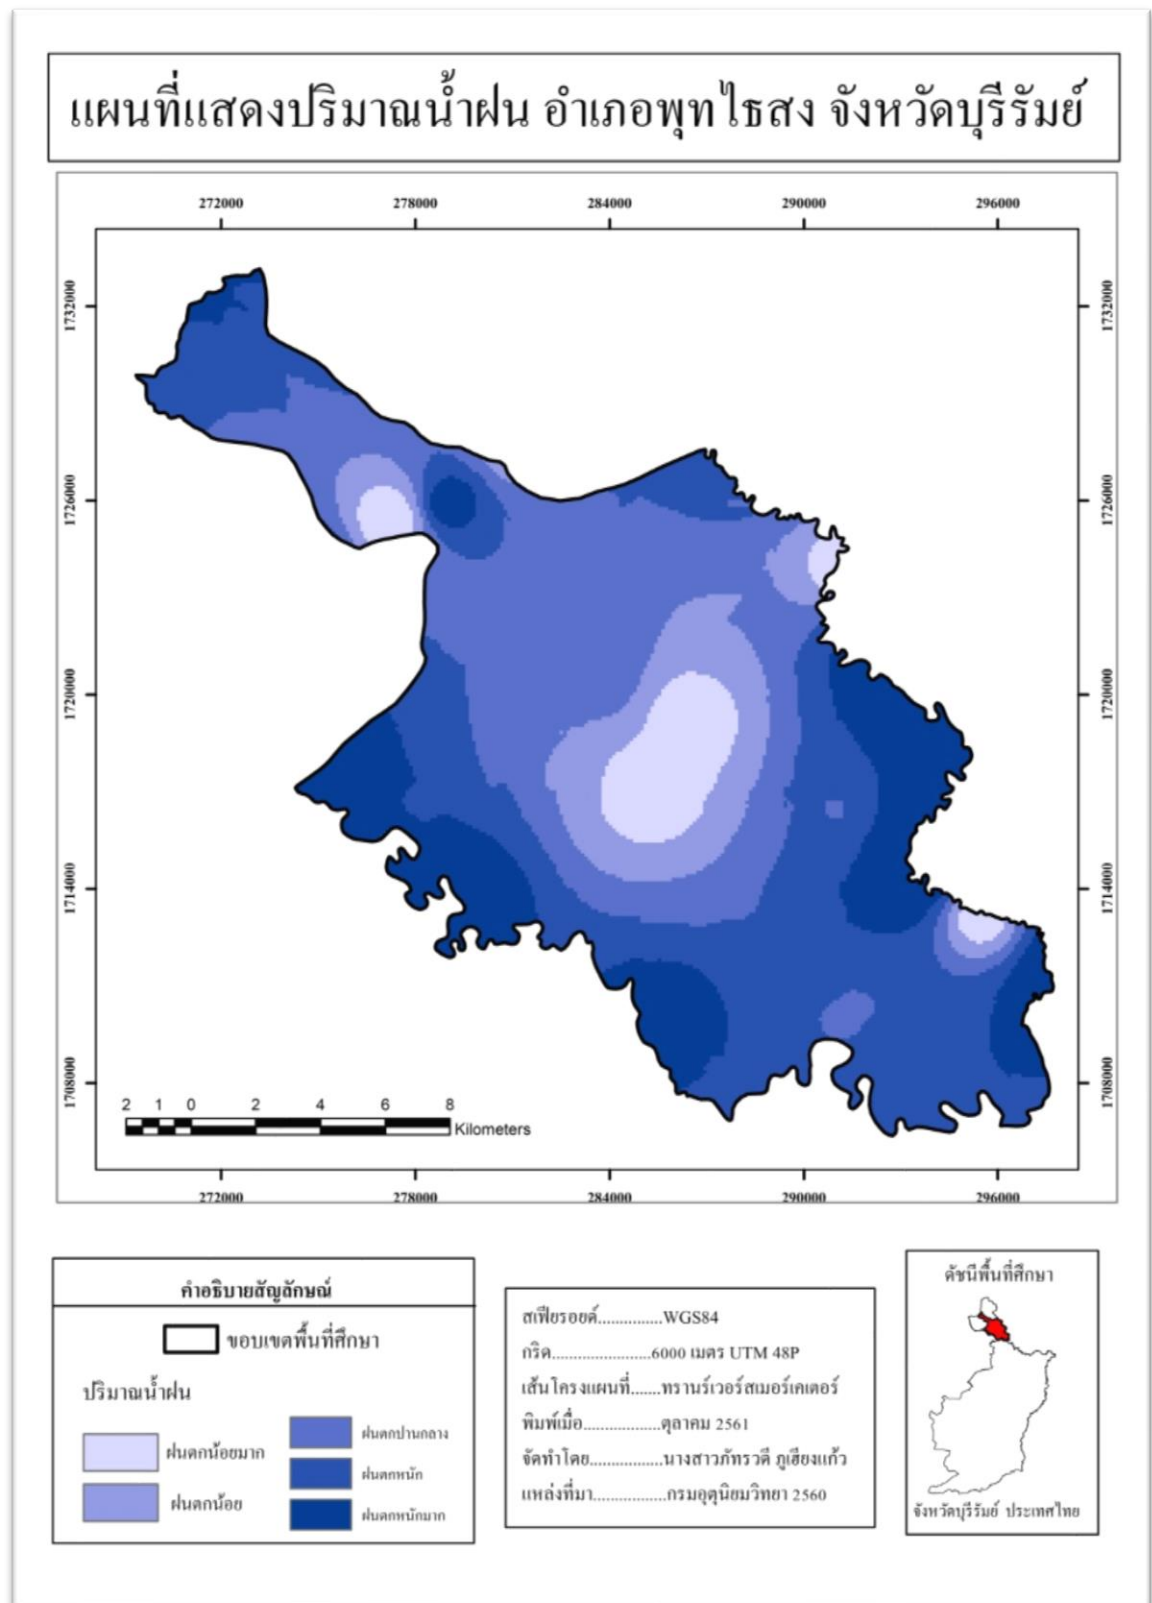 แผนที่แสดงปริมาณน้ำฝน อำเภอพุทไธสง จังหวัดบุรีรัมย์
272000 278000 284000 290000 296000
1732000 1732000
1726000 1726000
1720000 1720000
1714000 1714000
1708000 1708000
2 1 0 2 4 6 8
Kilometers
272000 278000 284000 290000 296000
คำอธิบายสัญลักษณ์
ขอบเขตพื้นที่ศึกษา
ปริมาณน้ำฝน
ฝนตกน้อยมาก
ฝนตกน้อย
ฝนตกปานกลาง
ฝนตกหนัก
ฝนตกหนักมาก
สเฟียรอยด์...............WGS84
กริด.......................6000 เมตร UTM 48P
เส้นโครงแผนที่.......ทรานร์เวอร์สเมอร์เคเตอร์
พิมพ์เมื่อ..................ตุลาคม 2561
จัดทำโดย.................นางสาวภัทรวดี ภูเฮียงแก้ว
แหล่งที่มา.................กรมอุตุนิยมวิทยา 2560
ดัชนีพื้นที่ศึกษา
จังหวัดบุรีรัมย์ ประเทศไทย